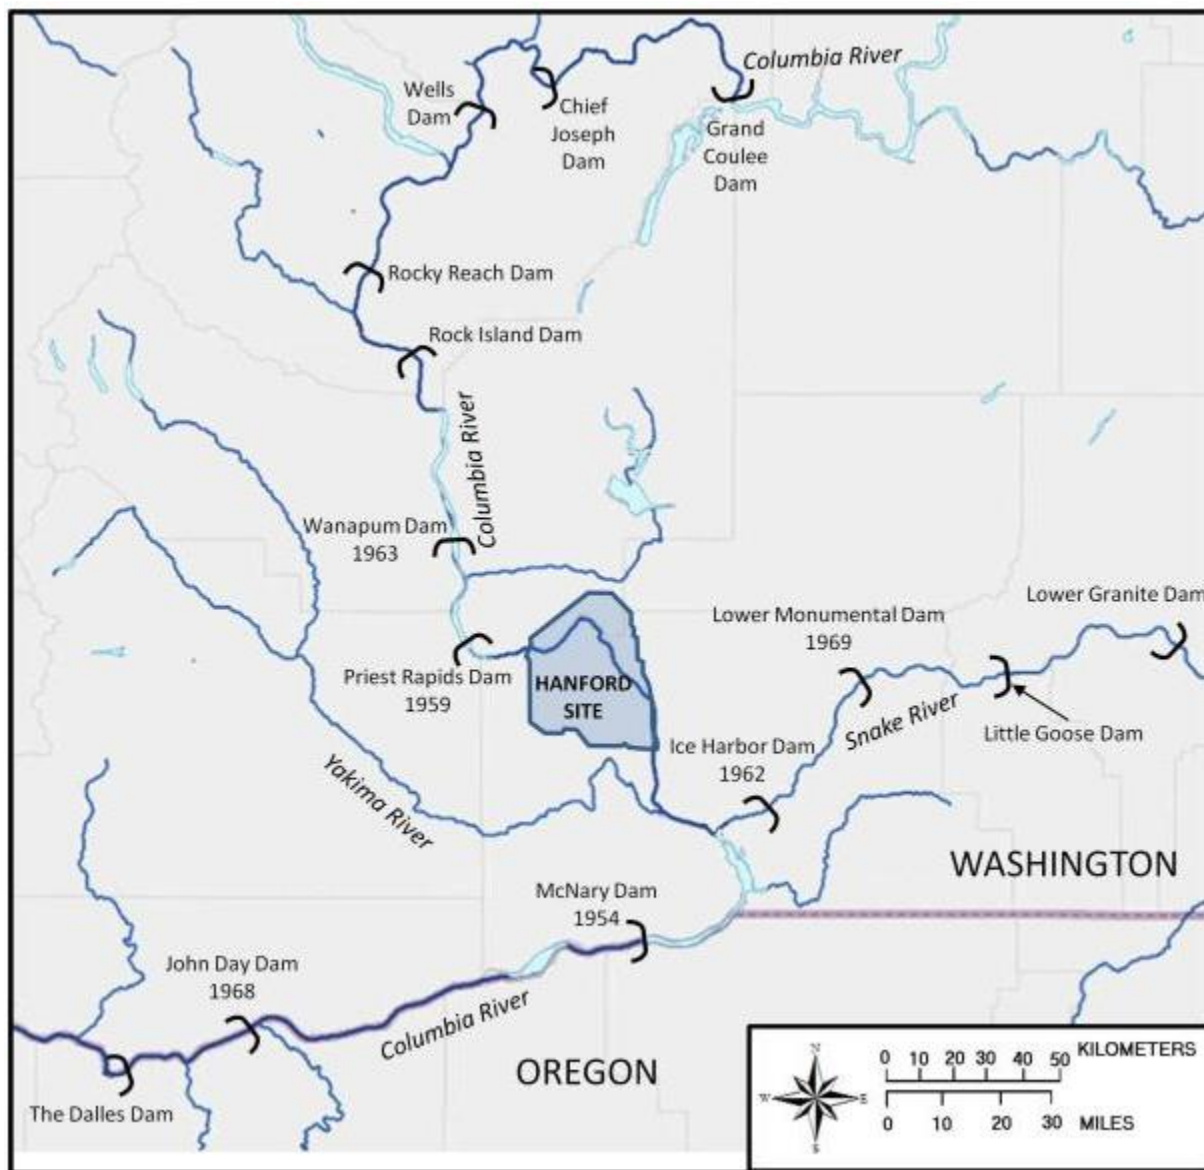 Columbia River
Wells
Dam
Chief
Joseph
Dam
Grand
Coulee
Dam
Rocky Reach Dam
Rock Island Dam
Columbia River
Wanapum Dam
1963
Lower Granite Dam
Lower Monumental Dam
1969
Priest Rapids Dam
1959
HANFORD
SITE
Snake River
Little Goose Dam
Ice Harbor Dam
1962
Yakima River
WASHINGTON
McNary Dam
1954
John Day Dam
1968
Columbia River
OREGON
The Dalles Dam
N
W
E
S
0 10 20 30 40 50 KILOMETERS
0 10 20 30 MILES